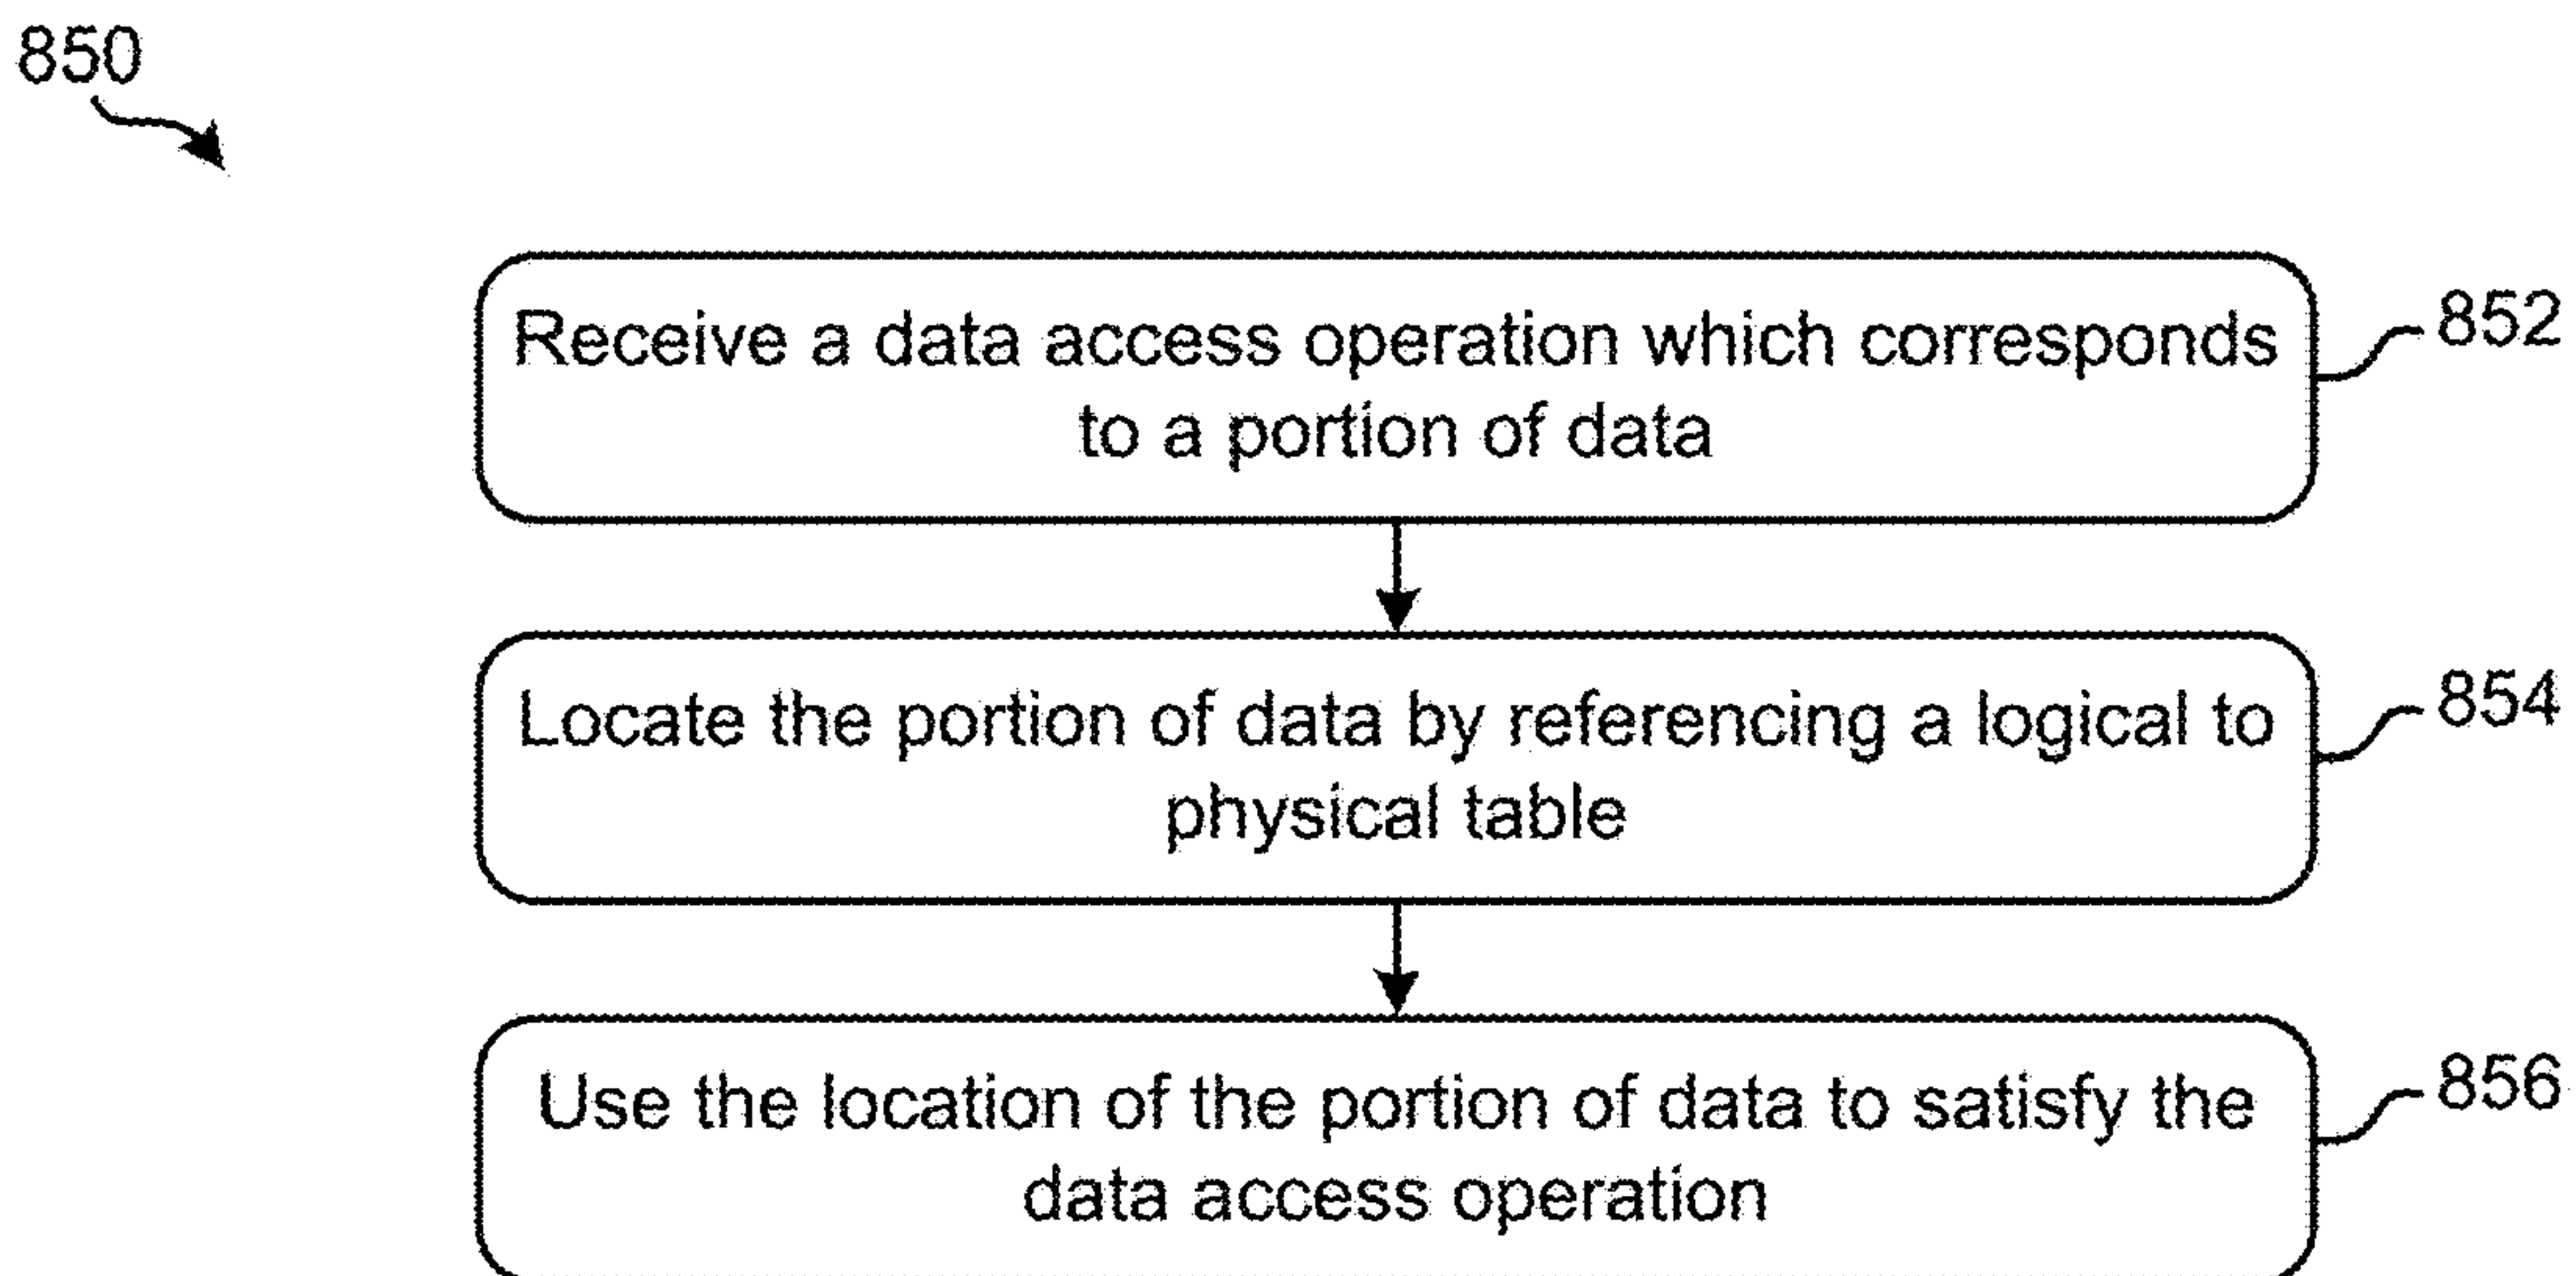 850
Receive a data access operation which corresponds
to a portion of data
852
Locate the portion of data by referencing a logical to
physical table
854
Use the location of the portion of data to satisfy the
data access operation
856